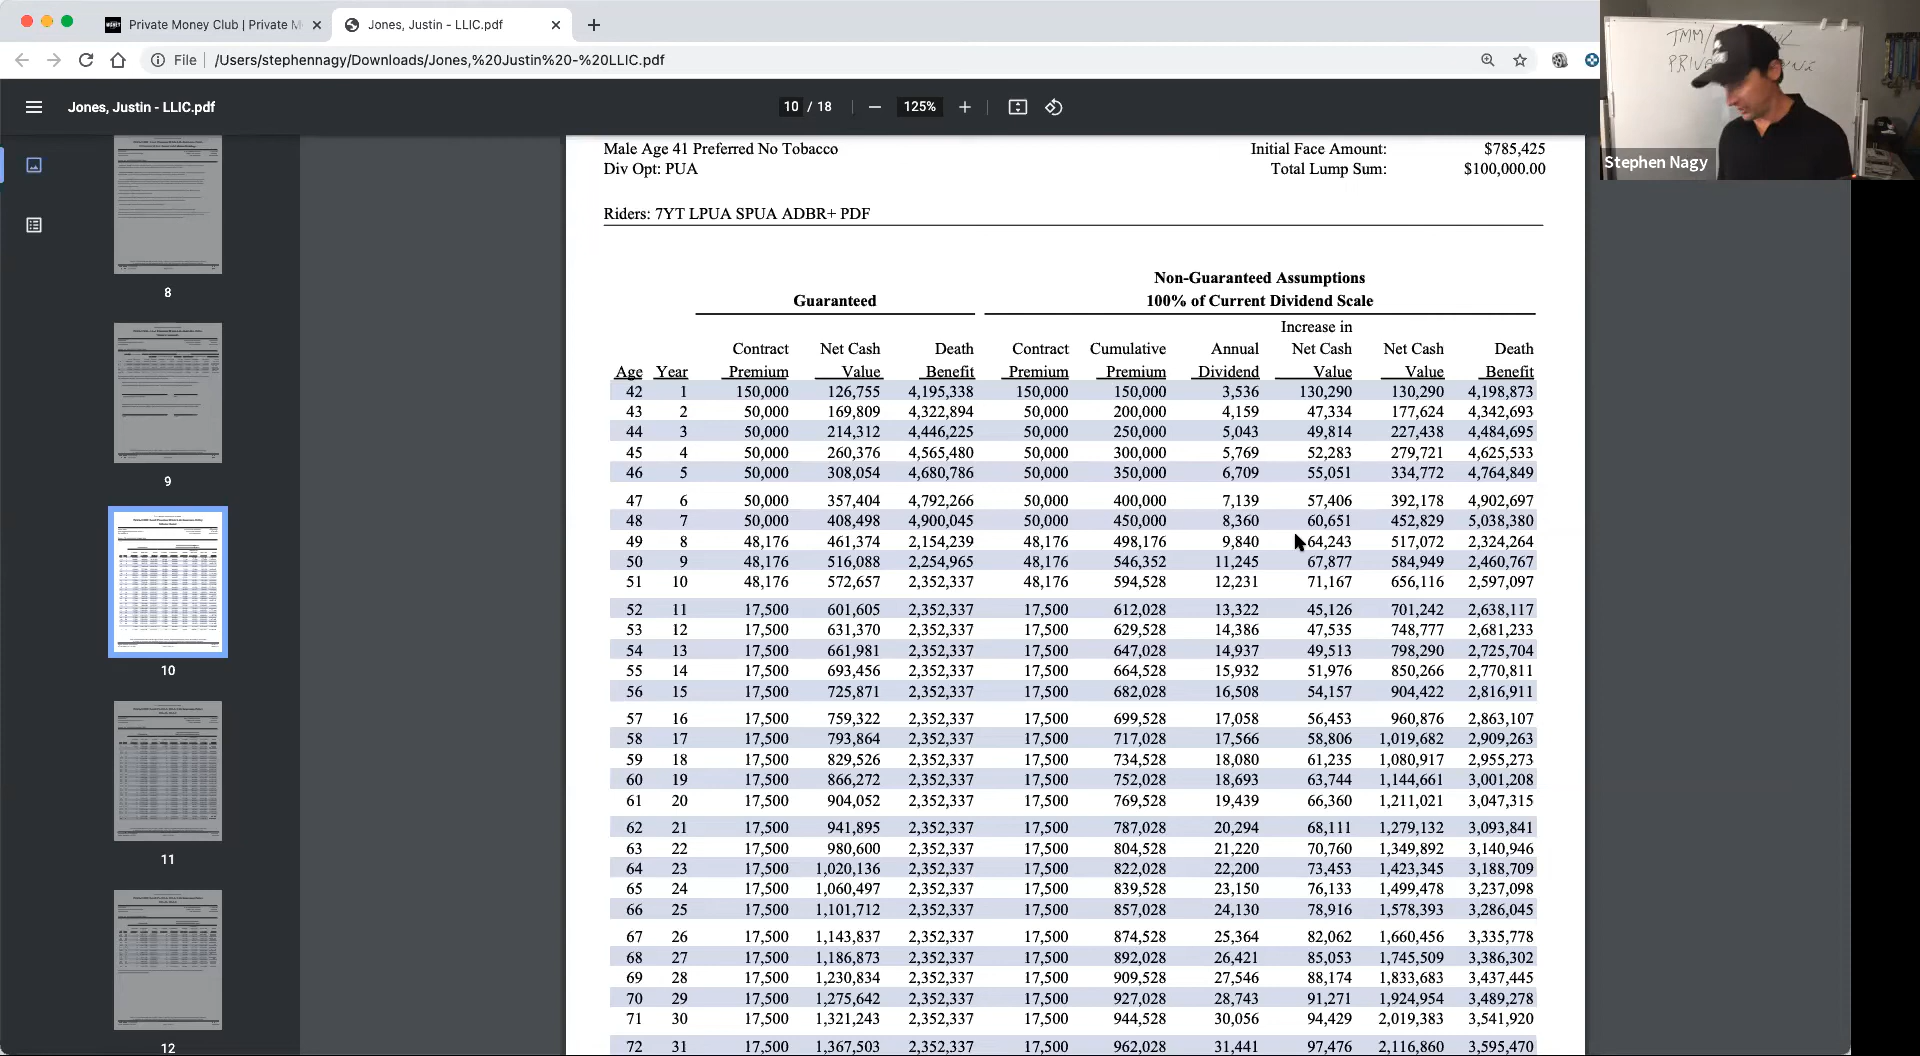 Private Money Club | Private M
Jones, Justin - LLIC.pdf
File
/Users/stephennagy/Downloads/Jones,%20Justin%20-%20LLIC.pdf
Jones, Justin - LLIC.pdf
10 / 18
125%
Stephen Nagy
8
9
10
11
12
Male Age 41 Preferred No Tobacco Initial Face Amount: $785,425
Div Opt: PUA Total Lump Sum: $100,000.00
Riders: 7YT LPUA SPUA ADBR+ PDF
Non-Guaranteed Assumptions
Guaranteed 100% of Current Dividend Scale
Increase in
Contract Net Cash Death Contract Cumulative Annual Net Cash Net Cash Death
Age Year Premium Value Benefit Premium Premium Dividend Value Value Benefit
42 1 150,000 126,755 4,195,338 150,000 150,000 3,536 130,290 130,290 4,198,873
43 2 50,000 169,809 4,322,894 50,000 200,000 4,159 47,334 177,624 4,342,693
44 3 50,000 214,312 4,446,225 50,000 250,000 5,043 49,814 227,438 4,484,695
45 4 50,000 260,376 4,565,480 50,000 300,000 5,769 52,283 279,721 4,625,533
46 5 50,000 308,054 4,680,786 50,000 350,000 6,709 55,051 334,772 4,764,849
47 6 50,000 357,404 4,792,266 50,000 400,000 7,139 57,406 392,178 4,902,697
48 7 50,000 408,498 4,900,045 50,000 450,000 8,360 60,651 452,829 5,038,380
49 8 48,176 461,374 2,154,239 48,176 498,176 9,840 64,243 517,072 2,324,264
50 9 48,176 516,088 2,254,965 48,176 546,352 11,245 67,877 584,949 2,460,767
51 10 48,176 572,657 2,352,337 48,176 594,528 12,231 71,167 656,116 2,597,097
52 11 17,500 601,605 2,352,337 17,500 612,028 13,322 45,126 701,242 2,638,117
53 12 17,500 631,370 2,352,337 17,500 629,528 14,386 47,535 748,777 2,681,233
54 13 17,500 661,981 2,352,337 17,500 647,028 14,937 49,513 798,290 2,725,704
55 14 17,500 693,456 2,352,337 17,500 664,528 15,932 51,976 850,266 2,770,811
56 15 17,500 725,871 2,352,337 17,500 682,028 16,508 54,157 904,422 2,816,911
57 16 17,500 759,322 2,352,337 17,500 699,528 17,058 56,453 960,876 2,863,107
58 17 17,500 793,864 2,352,337 17,500 717,028 17,566 58,806 1,019,682 2,909,263
59 18 17,500 829,526 2,352,337 17,500 734,528 18,080 61,235 1,080,917 2,955,273
60 19 17,500 866,272 2,352,337 17,500 752,028 18,693 63,744 1,144,661 3,001,208
61 20 17,500 904,052 2,352,337 17,500 769,528 19,439 66,360 1,211,021 3,047,315
62 21 17,500 941,895 2,352,337 17,500 787,028 20,294 68,111 1,279,132 3,093,841
63 22 17,500 980,600 2,352,337 17,500 804,528 21,220 70,760 1,349,892 3,140,946
64 23 17,500 1,020,136 2,352,337 17,500 822,028 22,200 73,453 1,423,345 3,188,709
65 24 17,500 1,060,497 2,352,337 17,500 839,528 23,150 76,133 1,499,478 3,237,098
66 25 17,500 1,101,712 2,352,337 17,500 857,028 24,130 78,916 1,578,393 3,286,045
67 26 17,500 1,143,837 2,352,337 17,500 874,528 25,364 82,062 1,660,456 3,335,778
68 27 17,500 1,186,873 2,352,337 17,500 892,028 26,421 85,053 1,745,509 3,386,302
69 28 17,500 1,230,834 2,352,337 17,500 909,528 27,546 88,174 1,833,683 3,437,445
70 29 17,500 1,275,642 2,352,337 17,500 927,028 28,743 91,271 1,924,954 3,489,278
71 30 17,500 1,321,243 2,352,337 17,500 944,528 30,056 94,429 2,019,383 3,541,920
72 31 17,500 1,367,503 2,352,337 17,500 962,028 31,441 97,476 2,116,860 3,595,470